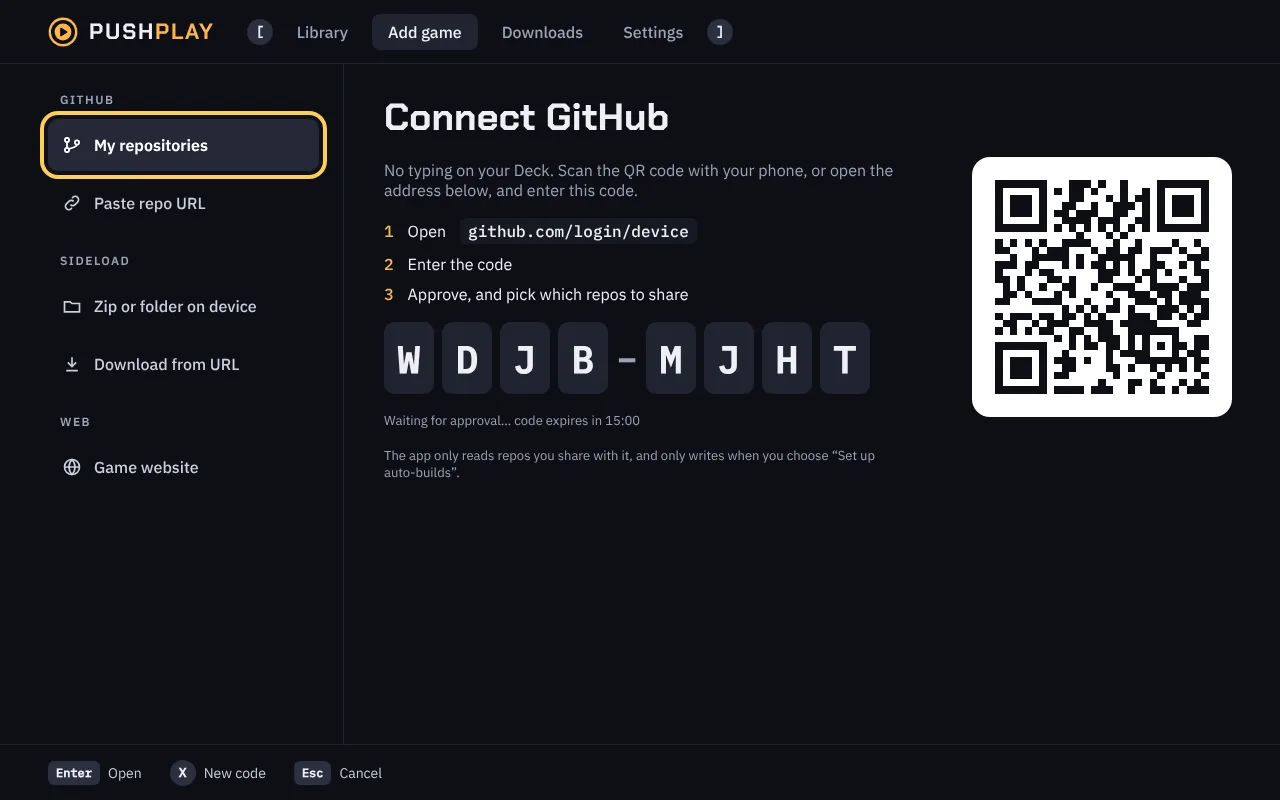 PUSHPLAY
[
Library
Add game
Downloads
Settings
]
GITHUB
My repositories
Paste repo URL
SIDELOAD
Zip or folder on device
Download from URL
WEB
Game website
Connect GitHub
No typing on your Deck. Scan the QR code with your phone, or open the
address below, and enter this code.
1 Open github.com/login/device
2 Enter the code
3 Approve, and pick which repos to share
W D J B – M J H T
Waiting for approval… code expires in 15:00
The app only reads repos you share with it, and only writes when you choose “Set up
auto-builds”.
Enter Open
X New code
Esc Cancel